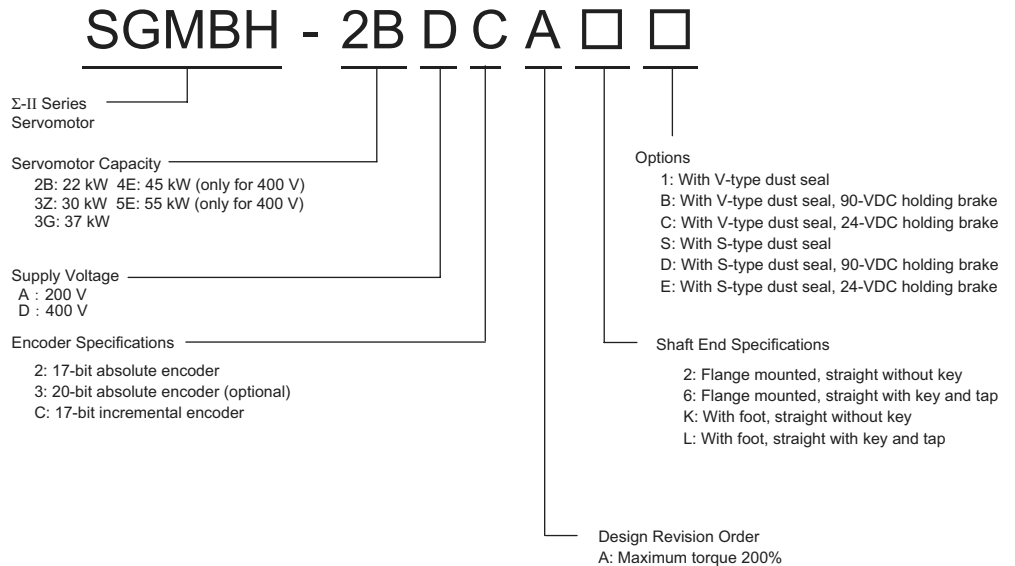 SGMBH - 2B D C A □ □
Σ-II Series
Servomotor
Servomotor Capacity
2B: 22 kW 4E: 45 kW (only for 400 V)
3Z: 30 kW 5E: 55 kW (only for 400 V)
3G: 37 kW
Supply Voltage
A : 200 V
D : 400 V
Encoder Specifications
2: 17-bit absolute encoder
3: 20-bit absolute encoder (optional)
C: 17-bit incremental encoder
Options
1: With V-type dust seal
B: With V-type dust seal, 90-VDC holding brake
C: With V-type dust seal, 24-VDC holding brake
S: With S-type dust seal
D: With S-type dust seal, 90-VDC holding brake
E: With S-type dust seal, 24-VDC holding brake
Shaft End Specifications
2: Flange mounted, straight without key
6: Flange mounted, straight with key and tap
K: With foot, straight without key
L: With foot, straight with key and tap
Design Revision Order
A: Maximum torque 200%